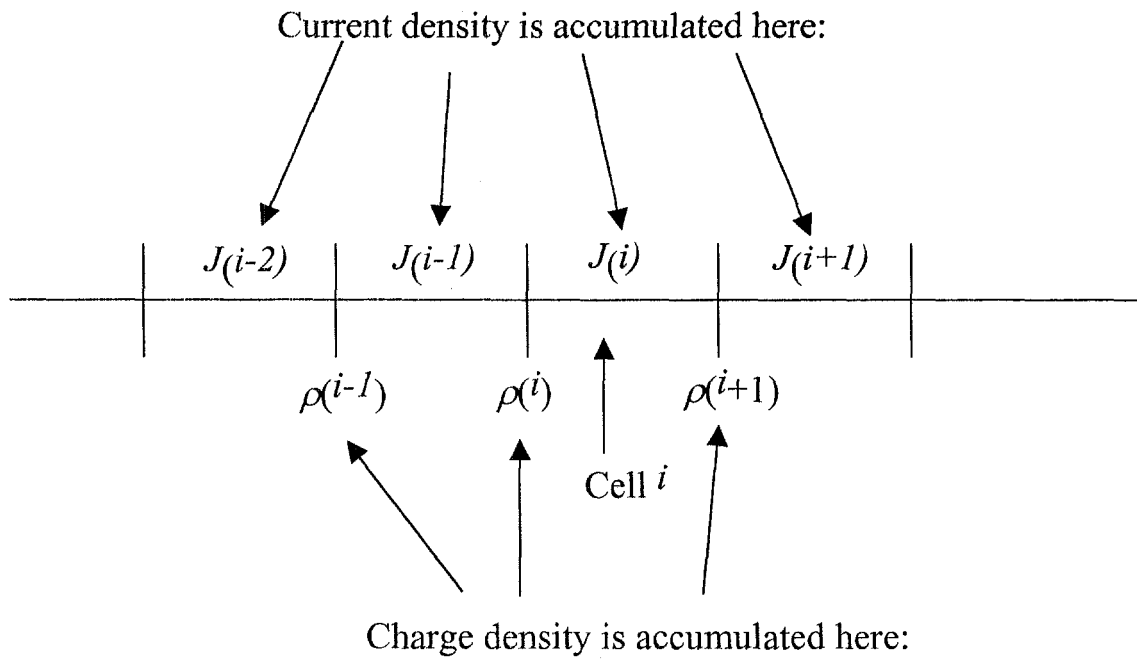 Current density is accumulated here:
J(i-2) J(i-1) J(i) J(i+1)
ρ(i-1) ρ(i) ρ(i+1)
Cell i
Charge density is accumulated here: